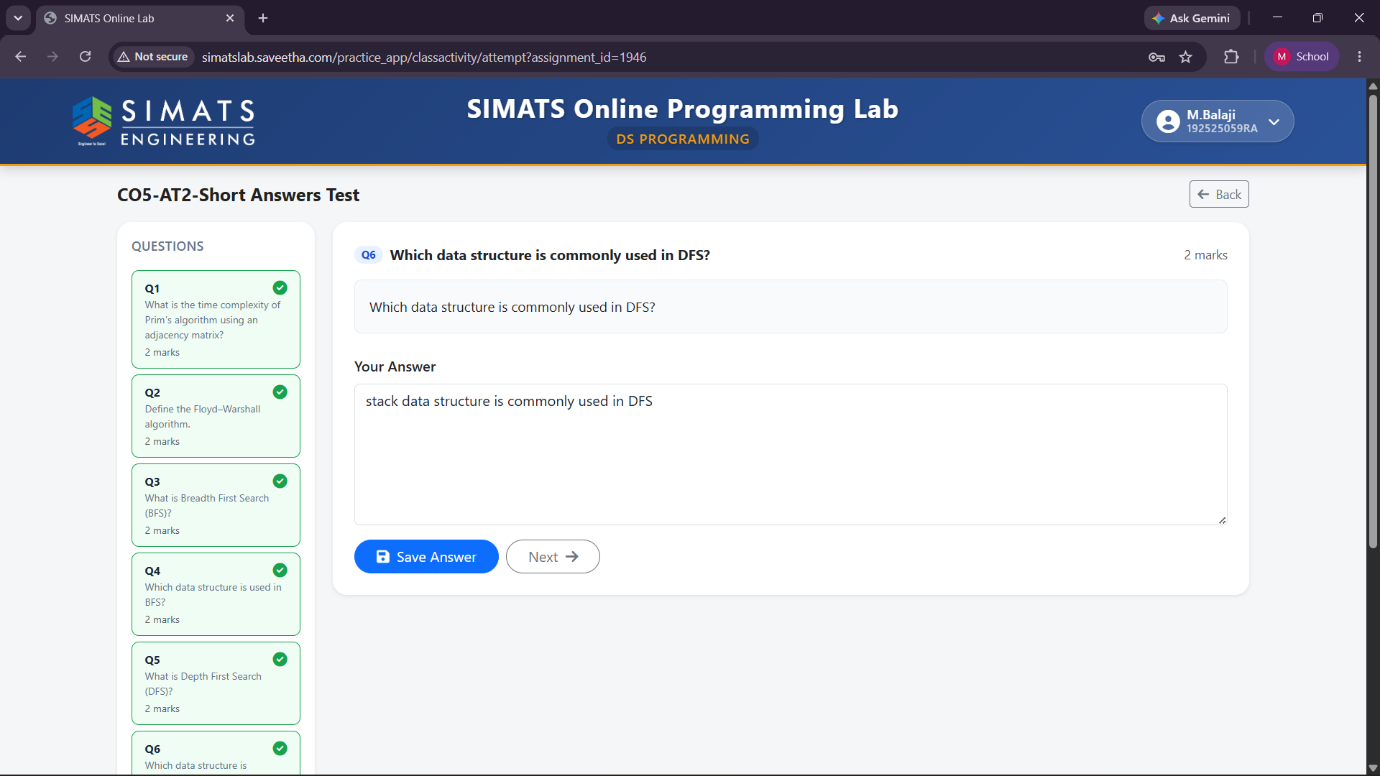 SIMATS Online Lab
Ask Gemini
Not secure
simatslab.saveetha.com/practice_app/classactivity/attempt?assignment_id=1946
M
School
SIMATS
ENGINEERING
SIMATS Online Programming Lab
DS PROGRAMMING
M.Balaji
192525059RA
CO5-AT2-Short Answers Test
Back
QUESTIONS
Q1
What is the time complexity of
Prim's algorithm using an
adjacency matrix?
2 marks
Q2
Define the Floyd–Warshall
algorithm.
2 marks
Q3
What is Breadth First Search
(BFS)?
2 marks
Q4
Which data structure is used in
BFS?
2 marks
Q5
What is Depth First Search
(DFS)?
2 marks
Q6
Which data structure is
Q6 Which data structure is commonly used in DFS?
2 marks
Which data structure is commonly used in DFS?
Your Answer
stack data structure is commonly used in DFS
Save Answer
Next